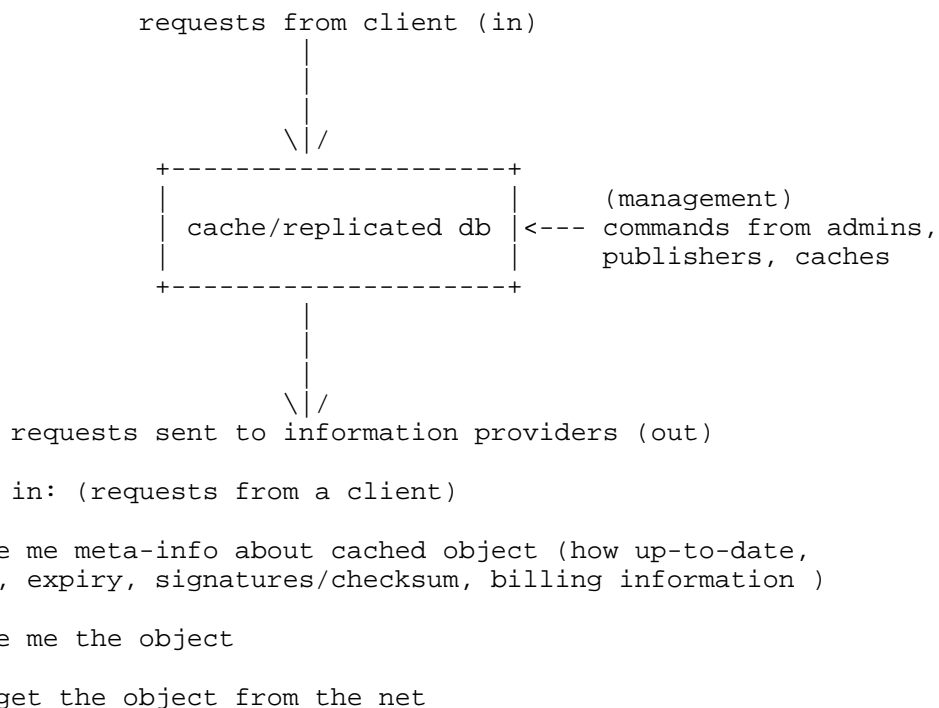 requests from client (in)
(management)
cache/replicated db <--- commands from admins,
publishers, caches
requests sent to information providers (out)
in: (requests from a client)
me meta-info about cached object (how up-to-date,
, expiry, signatures/checksum, billing information )
me the object
get the object from the net